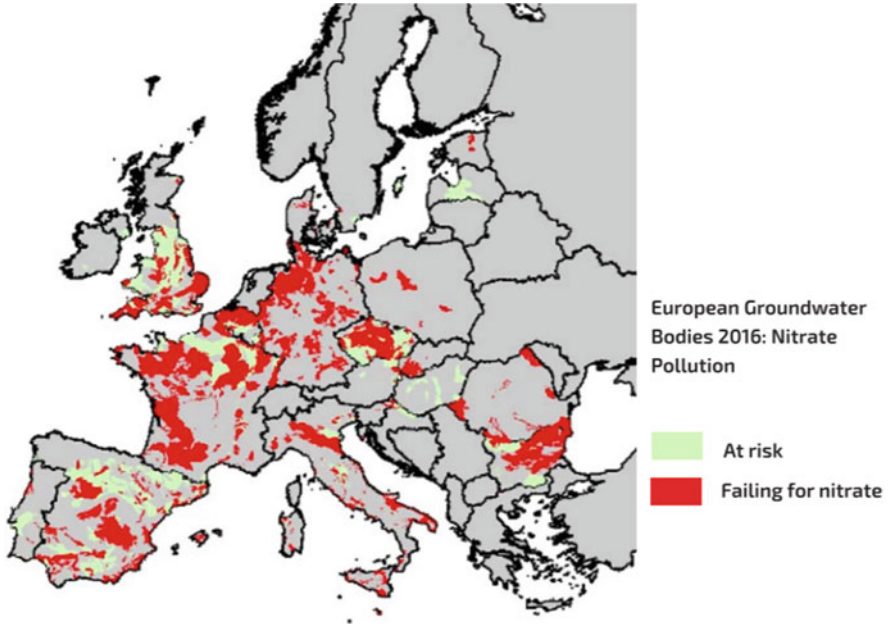 European Groundwater
Bodies 2016: Nitrate
Pollution
At risk
Failing for nitrate